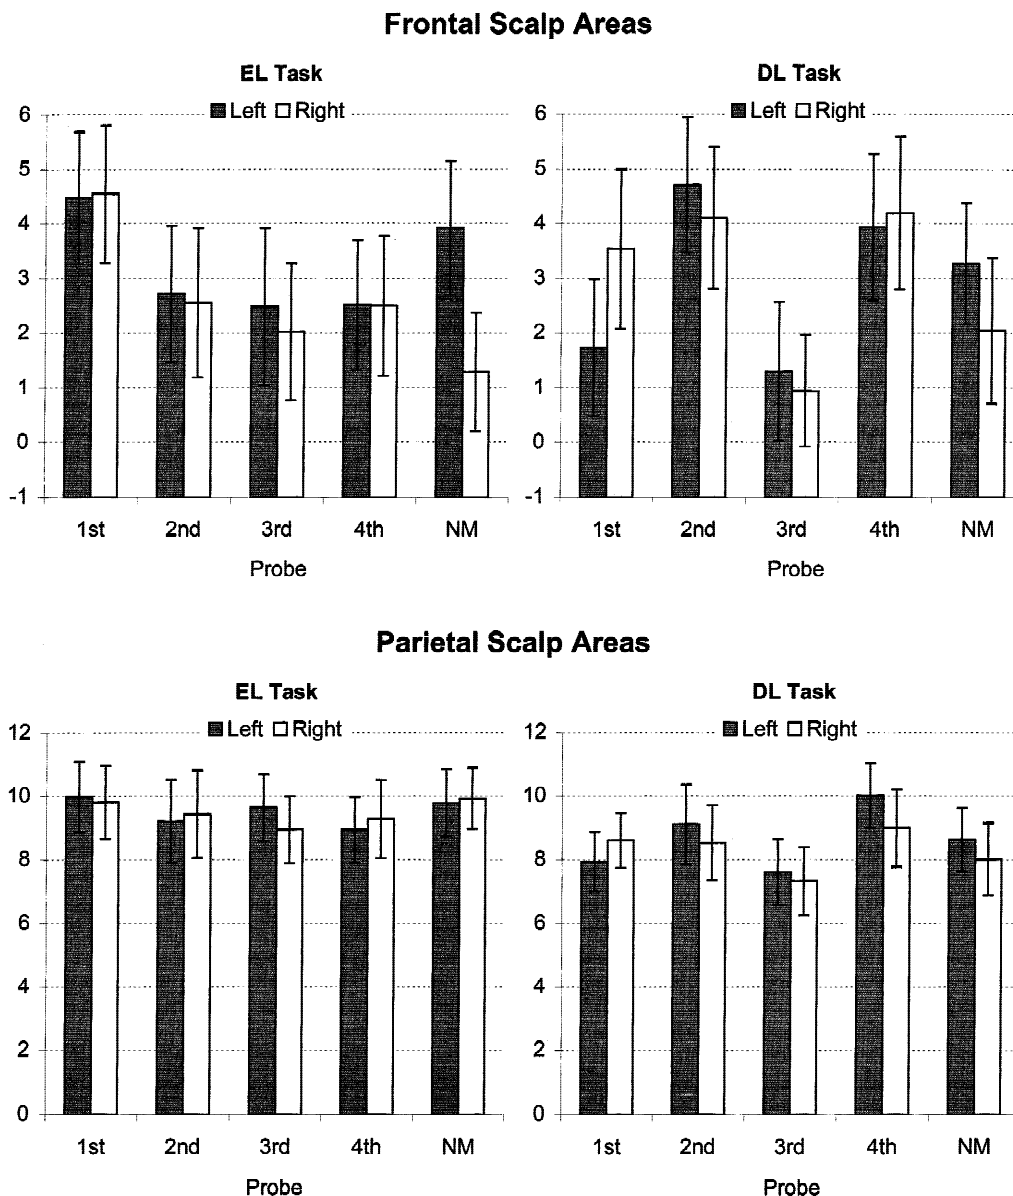 Frontal Scalp Areas
EL Task
Left Right
6
5
4
3
2
1
0
-1
1st 2nd 3rd 4th NM
Probe
DL Task
Left Right
6
5
4
3
2
1
0
-1
1st 2nd 3rd 4th NM
Probe
Parietal Scalp Areas
EL Task
Left Right
12
10
8
6
4
2
0
1st 2nd 3rd 4th NM
Probe
DL Task
Left Right
12
10
8
6
4
2
0
1st 2nd 3rd 4th NM
Probe